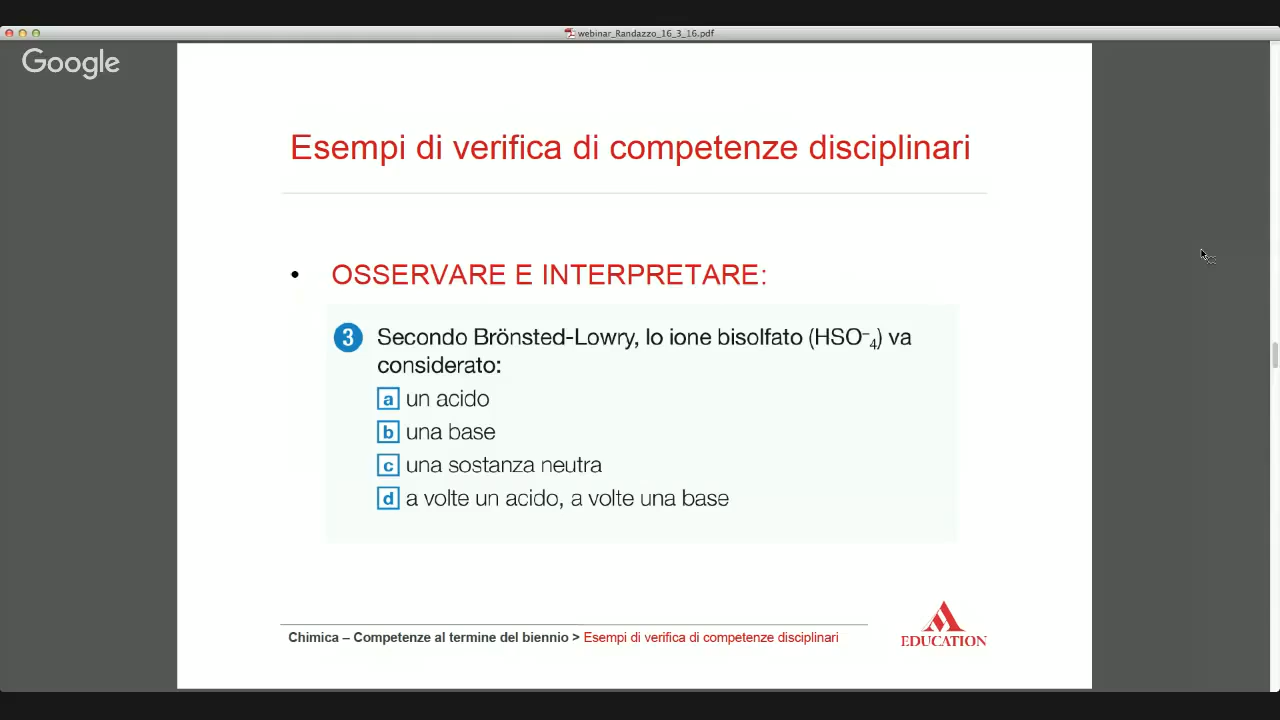 webinar_Randazzo_16_3_16.pdf
Google
Esempi di verifica di competenze disciplinari
• OSSERVARE E INTERPRETARE:
3 Secondo Brönsted-Lowry, lo ione bisolfato (HSO⁻₄) va
considerato:
a un acido
b una base
c una sostanza neutra
d a volte un acido, a volte una base
Chimica – Competenze al termine del biennio > Esempi di verifica di competenze disciplinari
EDUCATION